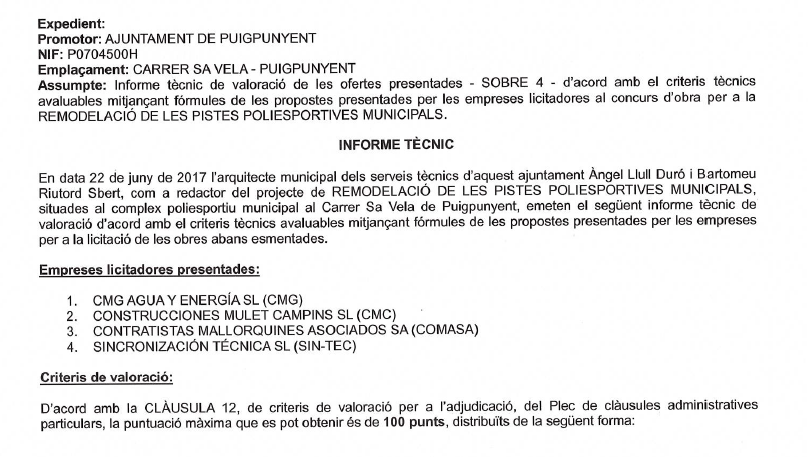 Expedient:
Promotor: AJUNTAMENT DE PUIGPUNYENT
NIF: P0704500H
Emplaçament: CARRER SA VELA - PUIGPUNYENT
Assumpte: Informe tècnic de valoració de les ofertes presentades - SOBRE 4 - d'acord amb el criteris tècnics
avaluables mitjançant fórmules de les propostes presentades per les empreses licitadores al concurs d'obra per a la
REMODELACIÓ DE LES PISTES POLIESPORTIVES MUNICIPALS.
INFORME TÈCNIC
En data 22 de juny de 2017 l'arquitecte municipal dels serveis tècnics d'aquest ajuntament Àngel Llull Duró i Bartomeu
Riutord Sbert, com a redactor del projecte de REMODELACIÓ DE LES PISTES POLIESPORTIVES MUNICIPALS,
situades al complex poliesportiu municipal al Carrer Sa Vela de Puigpunyent, emeten el següent informe tècnic de
valoració d'acord amb el criteris tècnics avaluables mitjançant fórmules de les propostes presentades per les empreses
per a la licitació de les obres abans esmentades.
Empreses licitadores presentades:
1. CMG AGUA Y ENERGÍA SL (CMG)
2. CONSTRUCCIONES MULET CAMPINS SL (CMC)
3. CONTRATISTAS MALLORQUINES ASOCIADOS SA (COMASA)
4. SINCRONIZACIÓN TÉCNICA SL (SIN-TEC)
Criteris de valoració:
D'acord amb la CLÀUSULA 12, de criteris de valoració per a l'adjudicació, del Plec de clàusules administratives
particulars, la puntuació màxima que es pot obtenir és de 100 punts, distribuïts de la següent forma: